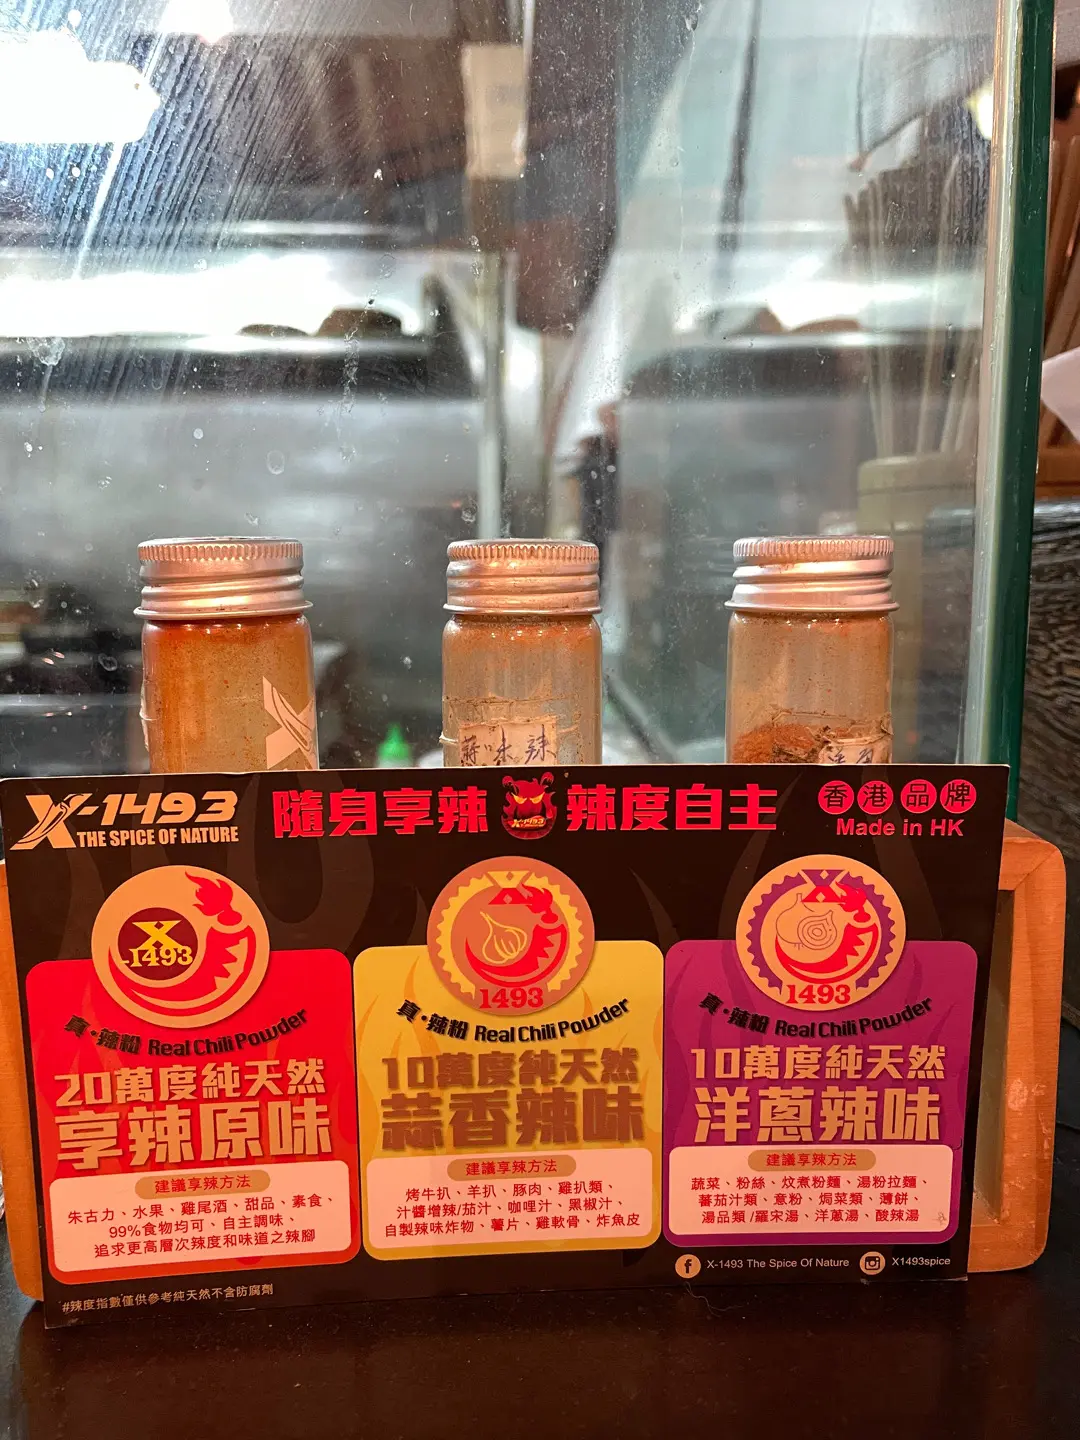 蒜味辣
X-1493
THE SPICE OF NATURE
隨身享辣
X-1493
辣度自主
香港品牌
Made in HK
X
-1493
真·辣粉 Real Chili Powder
20萬度純天然
享辣原味
建議享辣方法
朱古力、水果、雞尾酒、甜品、素食、
99%食物均可、自主調味、
追求更高層次辣度和味道之辣腳
X
1493
真·辣粉 Real Chili Powder
10萬度純天然
蒜香辣味
建議享辣方法
烤牛扒、羊扒、豚肉、雞扒類、
汁醬增辣/茄汁、咖哩汁、黑椒汁、
自製辣味炸物、薯片、雞軟骨、炸魚皮
X
1493
真·辣粉 Real Chili Powder
10萬度純天然
洋蔥辣味
建議享辣方法
蔬菜、粉絲、炆煮粉麵、湯粉拉麵、
蕃茄汁類、意粉、焗菜類、薄餅、
湯品類/羅宋湯、洋蔥湯、酸辣湯
X-1493 The Spice Of Nature
X1493spice
#辣度指數僅供參考純天然不含防腐劑